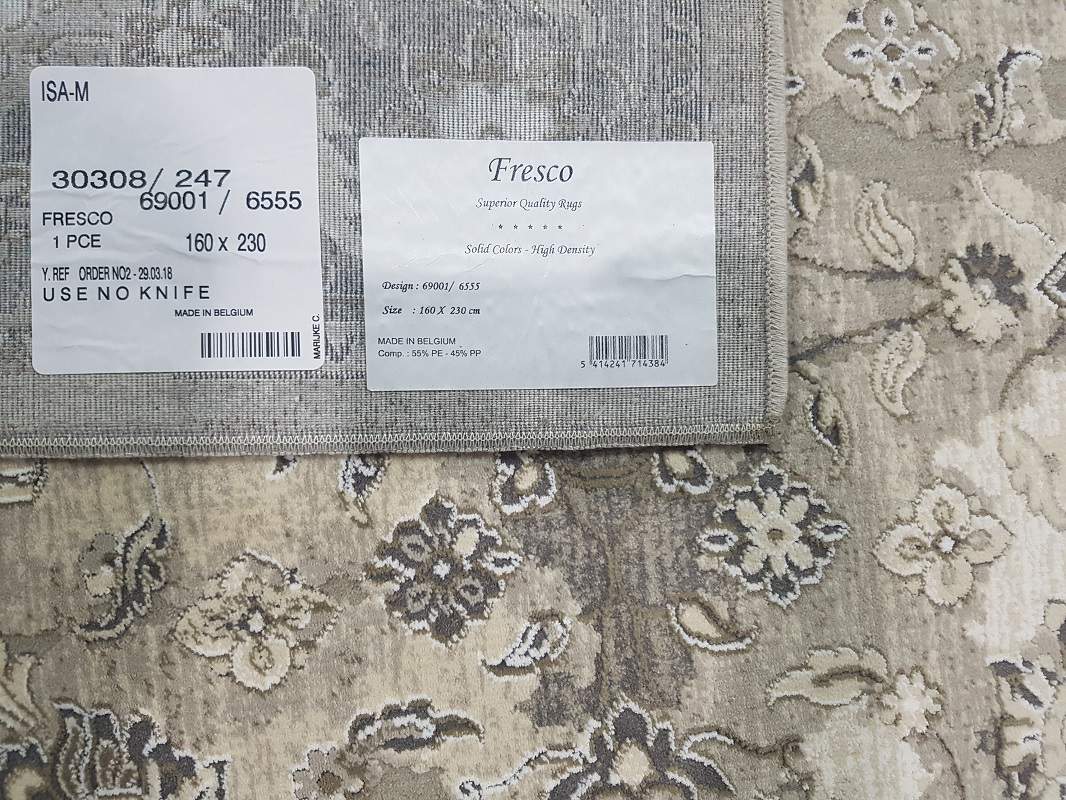 ISA-M
30308/ 247
69001 / 6555
FRESCO
1 PCE 160 x 230
Y. REF ORDER NO2 - 29.03.18
USE NO KNIFE
MADE IN BELGIUM
MARIJKE C.
Fresco
Superior Quality Rugs
* * * * *
Solid Colors - High Density
Design : 69001/ 6555
Size : 160 X 230 cm
MADE IN BELGIUM
Comp. : 55% PE - 45% PP
5 414241 714384